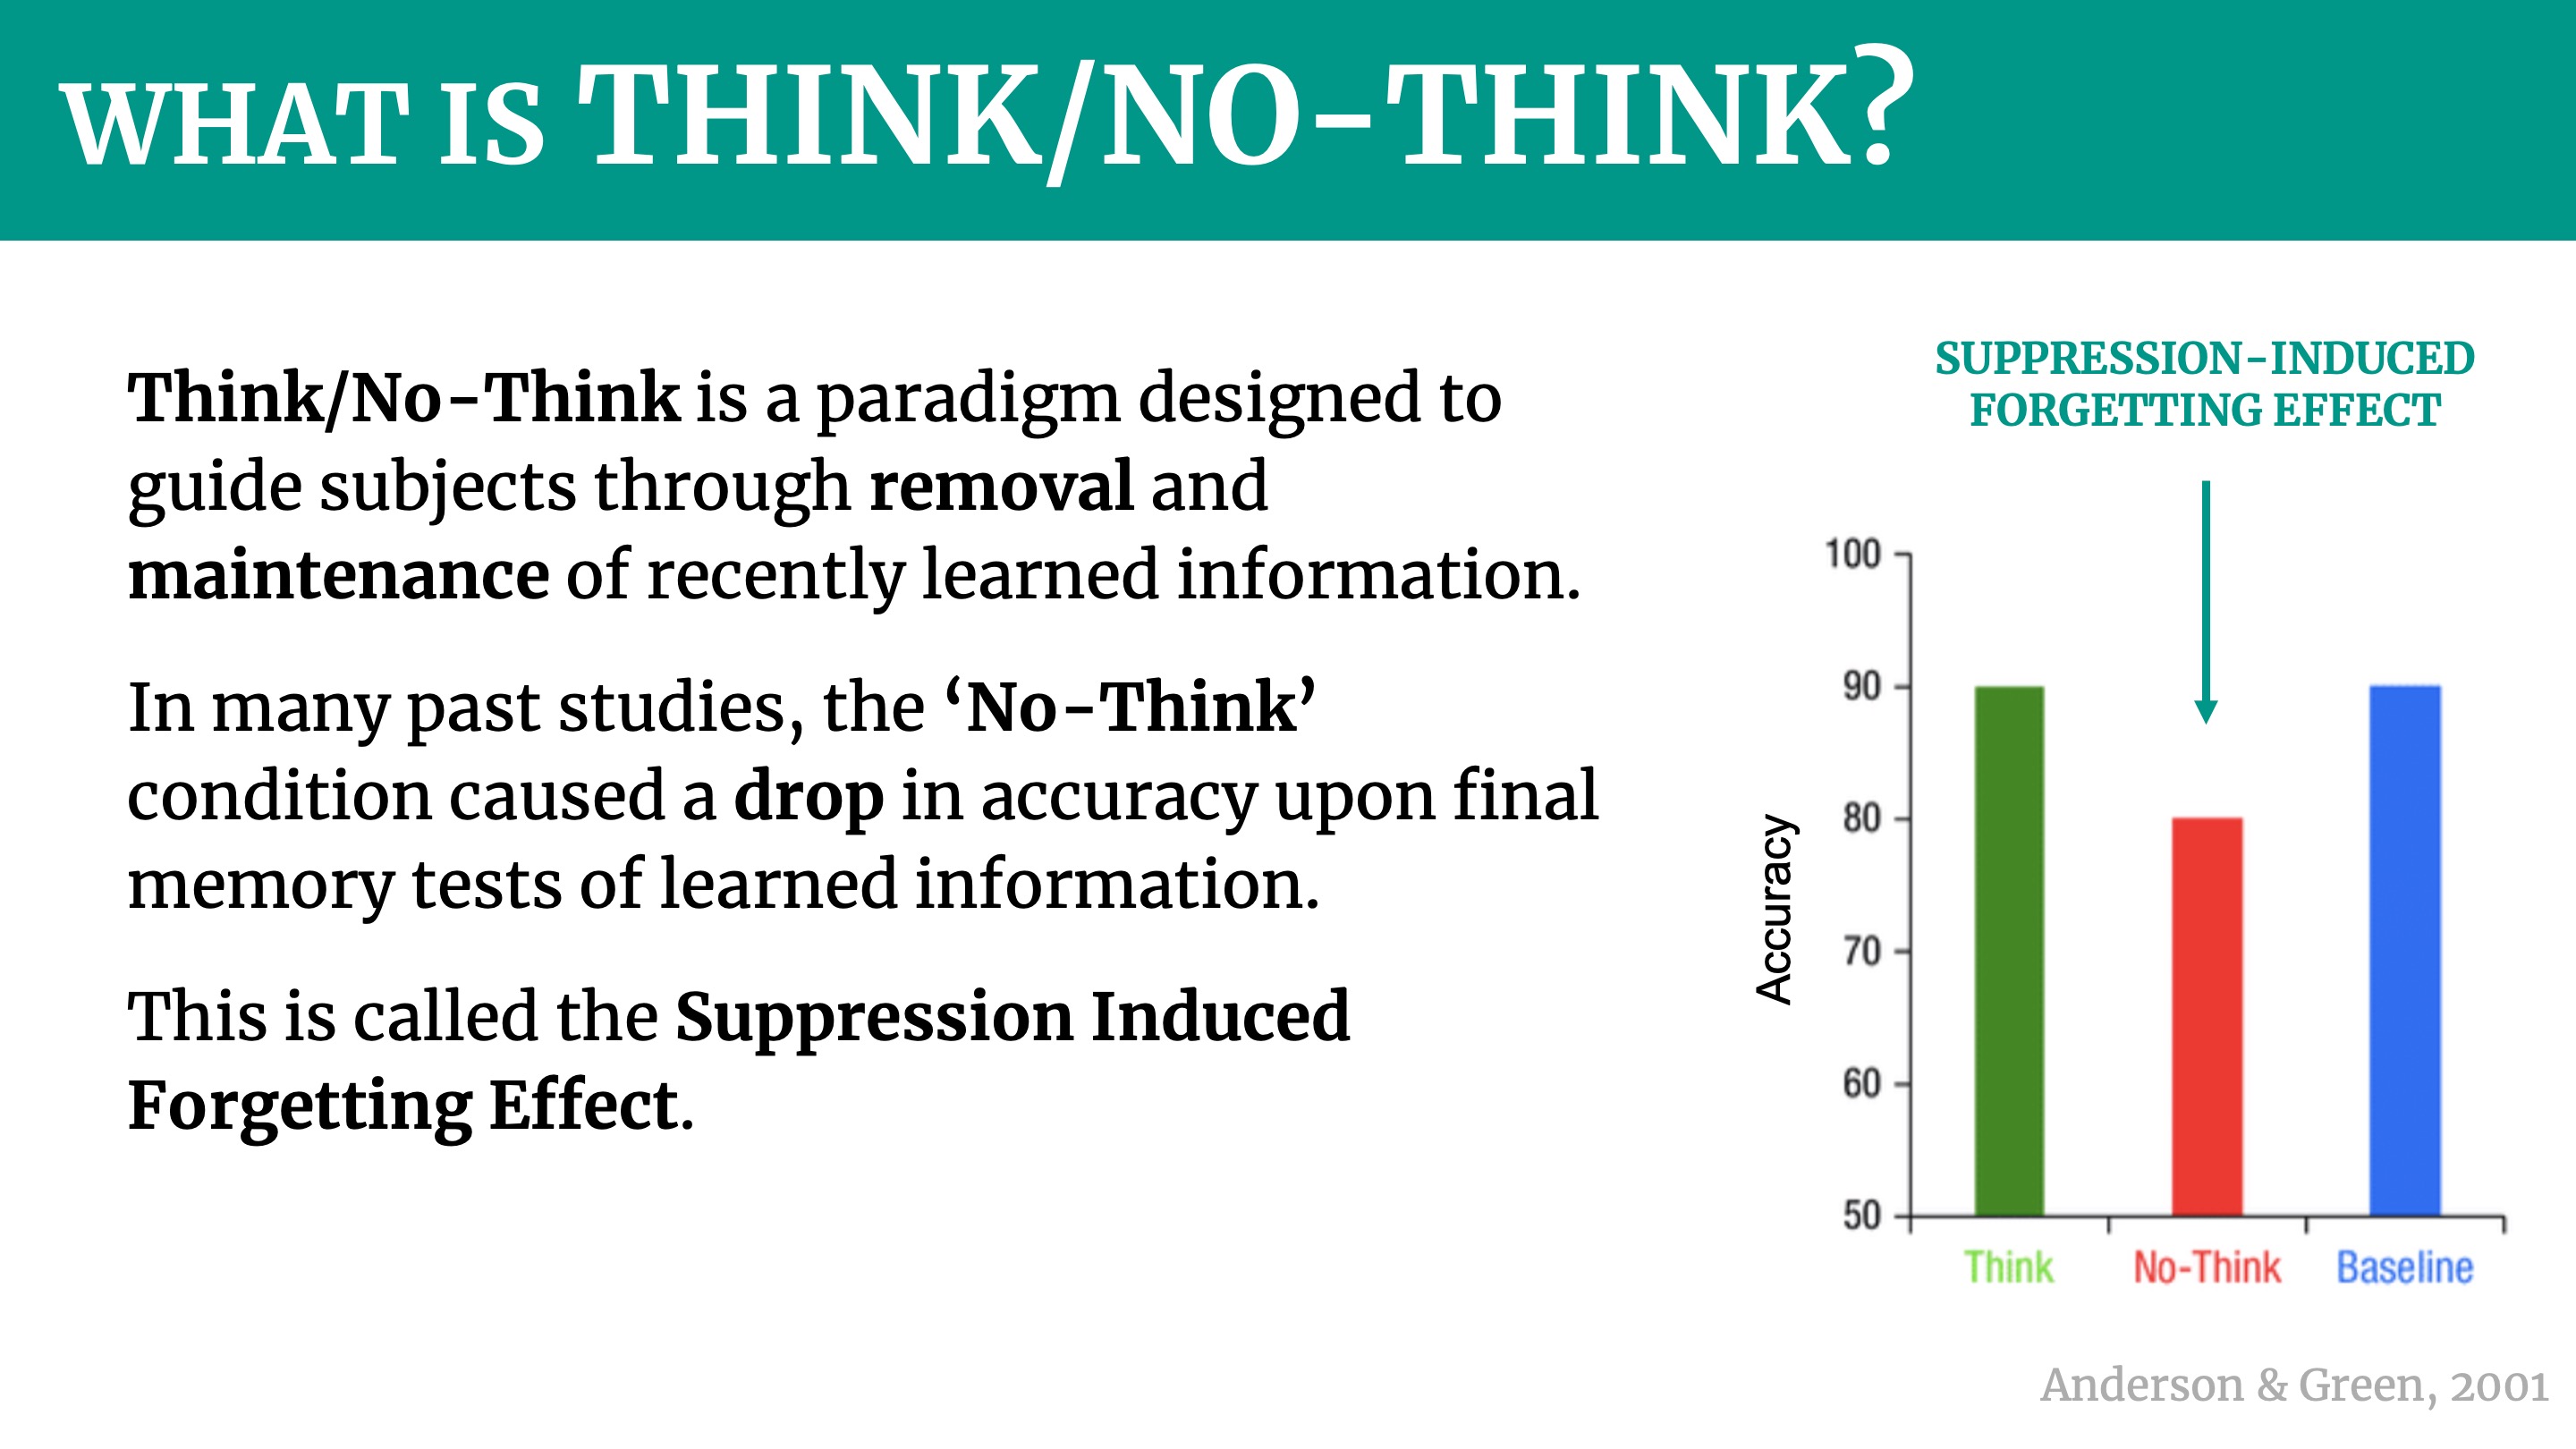 WHAT IS THINK/NO-THINK?
Think/No-Think is a paradigm designed to
guide subjects through removal and
maintenance of recently learned information.
In many past studies, the ‘No-Think’
condition caused a drop in accuracy upon final
memory tests of learned information.
This is called the Suppression Induced
Forgetting Effect.
SUPPRESSION-INDUCED
FORGETTING EFFECT
Accuracy
100
90
80
70
60
50
Think No-Think Baseline
Anderson & Green, 2001